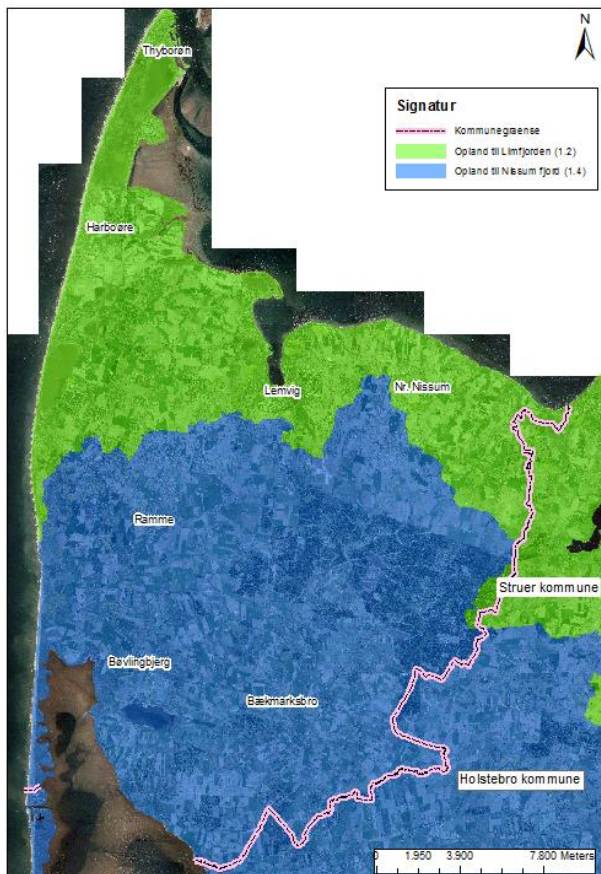 N
Thyborøn
Signatur
Kommunegrænse
Opland til Limfjorden (1.2)
Opland til Nissum fjord (1.4)
Harboøre
Lemvig
Nr. Nissum
Ramme
Struer kommune
Bøvlingbjerg
Bækmarksbro
Holstebro kommune
0 1.950 3.900 7.800 Meters